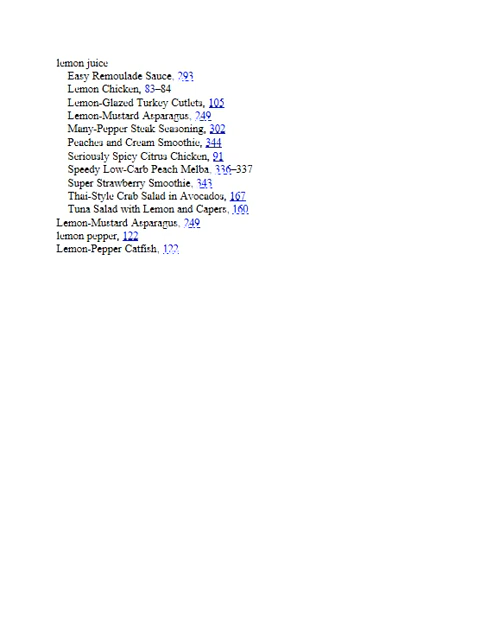 lemon juice
Easy Remoulade Sauce, 293
Lemon Chicken, 83–84
Lemon-Glazed Turkey Cutlets, 105
Lemon-Mustard Asparagus, 249
Many-Pepper Steak Seasoning, 302
Peaches and Cream Smoothie, 344
Seriously Spicy Citrus Chicken, 91
Speedy Low-Carb Peach Melba, 336–337
Super Strawberry Smoothie, 343
Thai-Style Crab Salad in Avocados, 167
Tuna Salad with Lemon and Capers, 160
Lemon-Mustard Asparagus, 249
lemon pepper, 122
Lemon-Pepper Catfish, 122